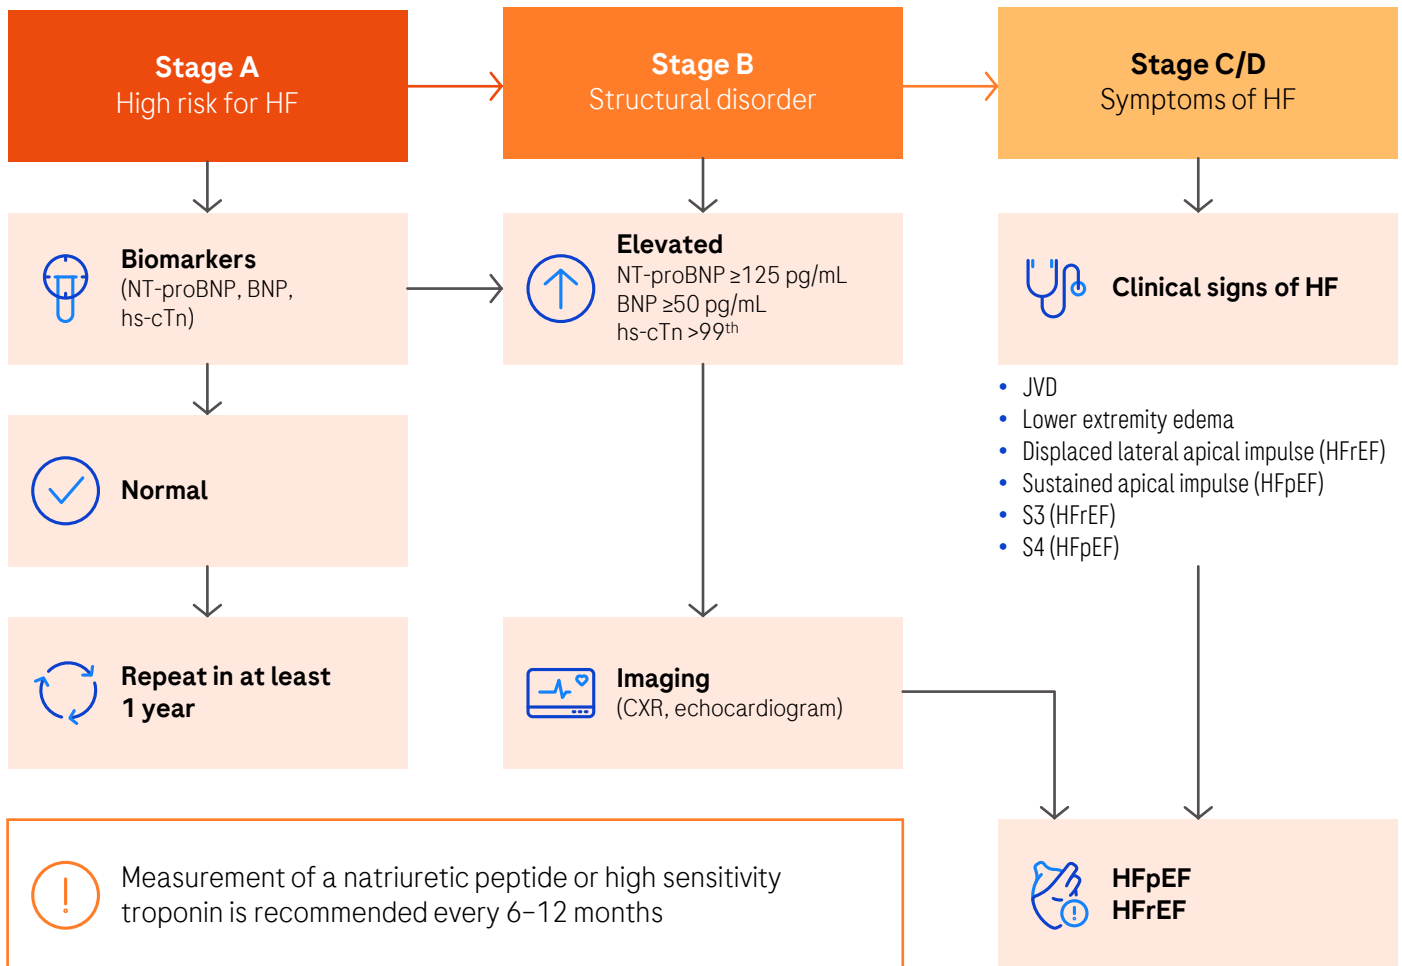 Stage A
High risk for HF
Stage B
Structural disorder
Stage C/D
Symptoms of HF
Biomarkers
(NT-proBNP, BNP,
hs-cTn)
Elevated
NT-proBNP ≥125 pg/mL
BNP ≥50 pg/mL
hs-cTn >99th
Clinical signs of HF
• JVD
• Lower extremity edema
• Displaced lateral apical impulse (HFrEF)
• Sustained apical impulse (HFpEF)
• S3 (HFrEF)
• S4 (HFpEF)
Normal
Repeat in at least
1 year
Imaging
(CXR, echocardiogram)
Measurement of a natriuretic peptide or high sensitivity
troponin is recommended every 6–12 months
HFpEF
HFrEF